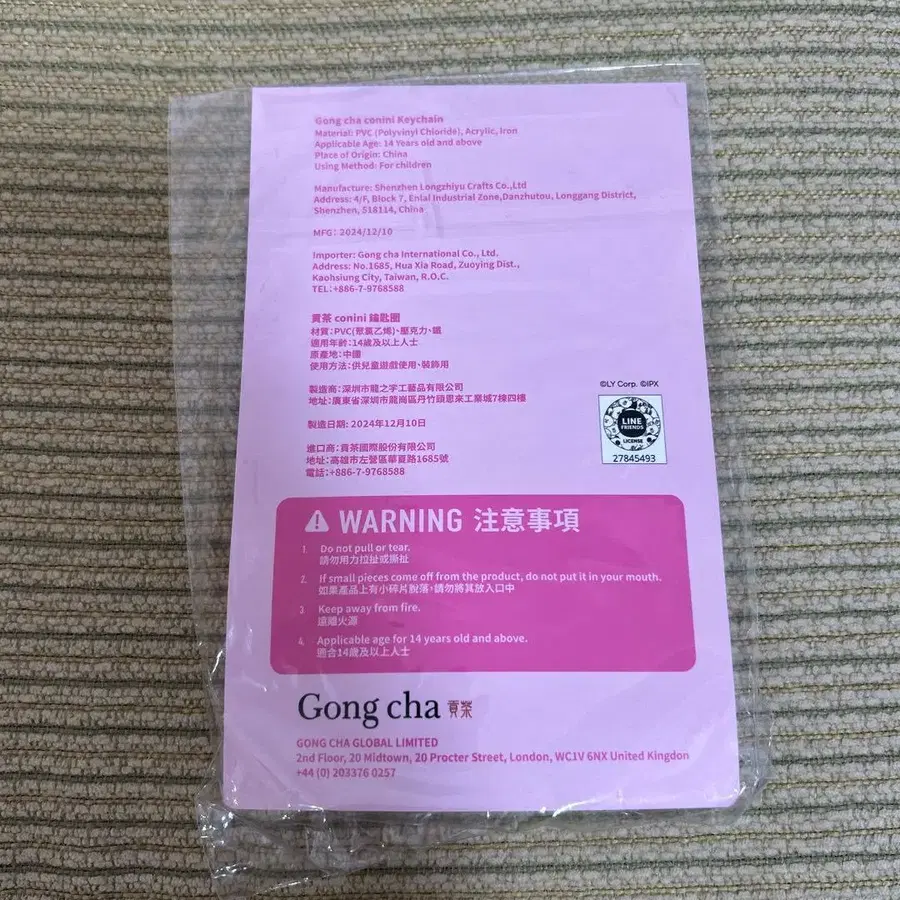 Gong cha conini Keychain
Material: PVC (Polyvinyl Chloride), Acrylic, Iron
Applicable Age: 14 Years old and above
Place of Origin: China
Using Method: For children
Manufacture: Shenzhen Longzhiyu Crafts Co.,Ltd
Address: 4/F, Block 7, Enlai Industrial Zone,Danzhutou, Longgang District,
Shenzhen, 518114, China
MFG: 2024/12/10
Importer: Gong cha International Co., Ltd.
Address: No.1685, Hua Xia Road, Zuoying Dist.,
Kaohsiung City, Taiwan, R.O.C.
TEL:+886-7-9768588
貢茶 conini 鑰匙圈
材質:PVC(聚氯乙烯)、壓克力、鐵
適用年齡:14歲及以上人士
原產地:中國
使用方法:供兒童遊戲使用、裝飾用
製造商:深圳市龍之宇工藝品有限公司
地址:廣東省深圳市龍崗區丹竹頭恩來工業城7棟四樓
製造日期: 2024年12月10日
進口商:貢茶國際股份有限公司
地址:高雄市左營區華夏路1685號
電話:+886-7-9768588
©LY Corp. ©IPX
LINE
FRIENDS
LICENSE
27845493
WARNING 注意事項
1. Do not pull or tear.
請勿用力拉扯或撕扯
2. If small pieces come off from the product, do not put it in your mouth.
如果產品上有小碎片脫落,請勿將其放入口中
3. Keep away from fire.
遠離火源
4. Applicable age for 14 years old and above.
適合14歲及以上人士
Gong cha 貢茶
GONG CHA GLOBAL LIMITED
2nd Floor, 20 Midtown, 20 Procter Street, London, WC1V 6NX United Kingdon
+44 (0) 203376 0257